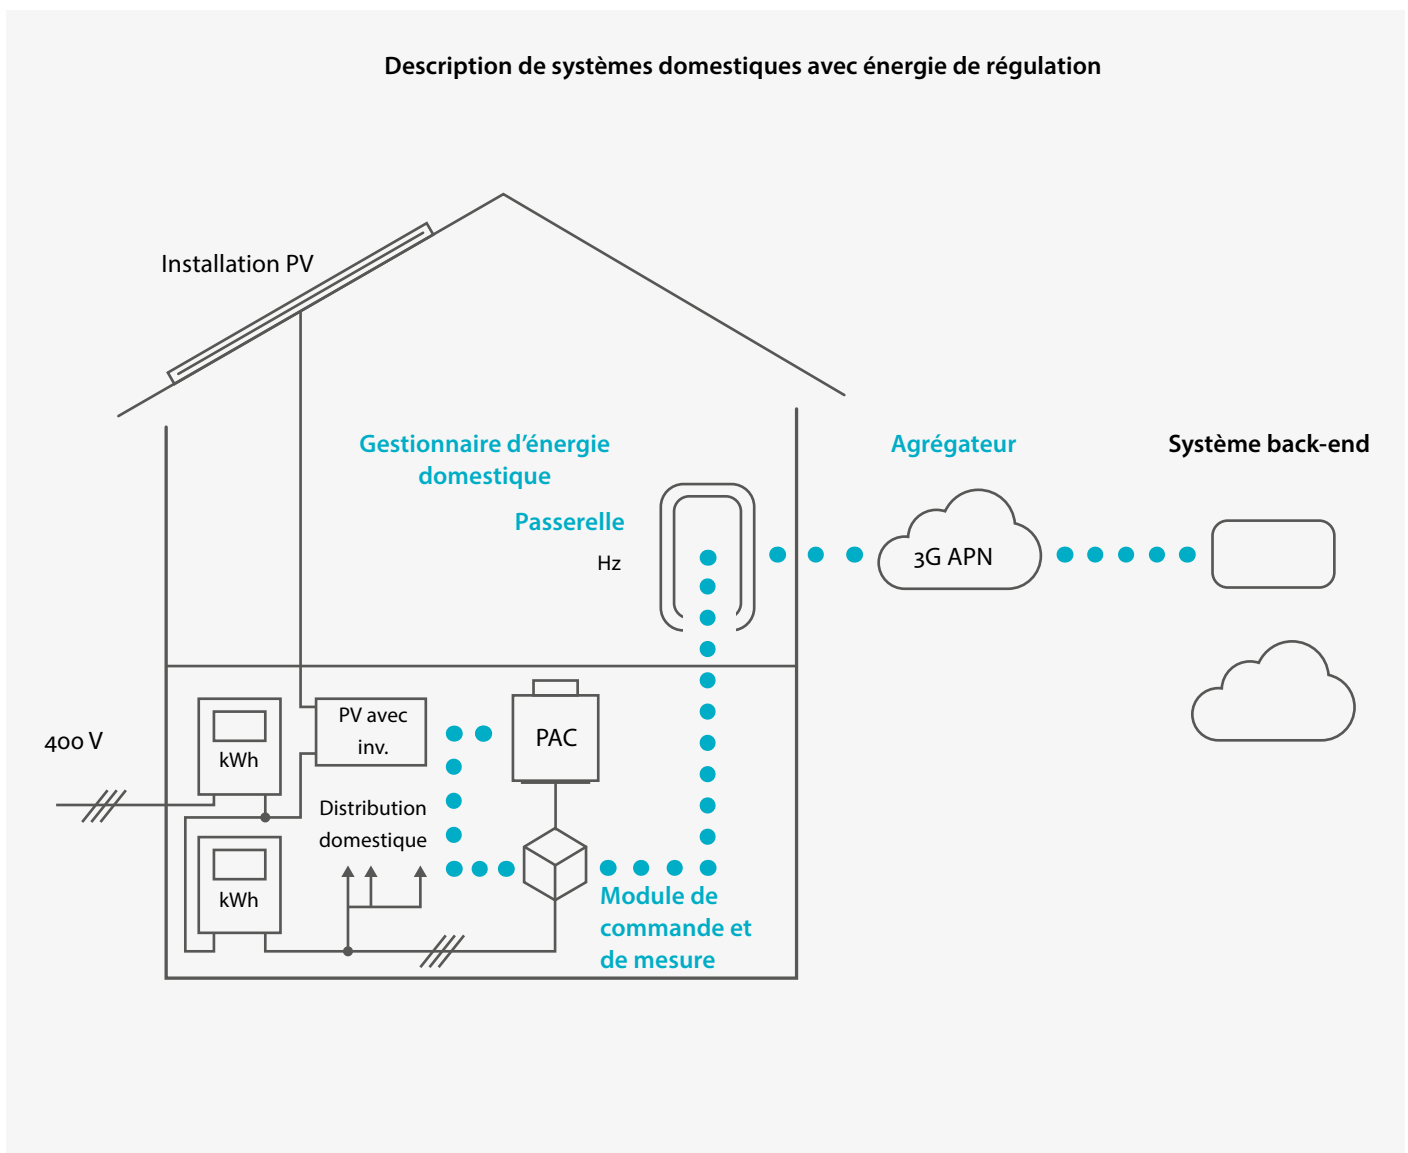 Description de systèmes domestiques avec énergie de régulation
Installation PV
Gestionnaire d’énergie
domestique
Passerelle
Hz
Agrégateur
3G APN
Système back-end
400 V
kWh
PV avec
inv.
PAC
Distribution
domestique
kWh
Module de
commande et
de mesure